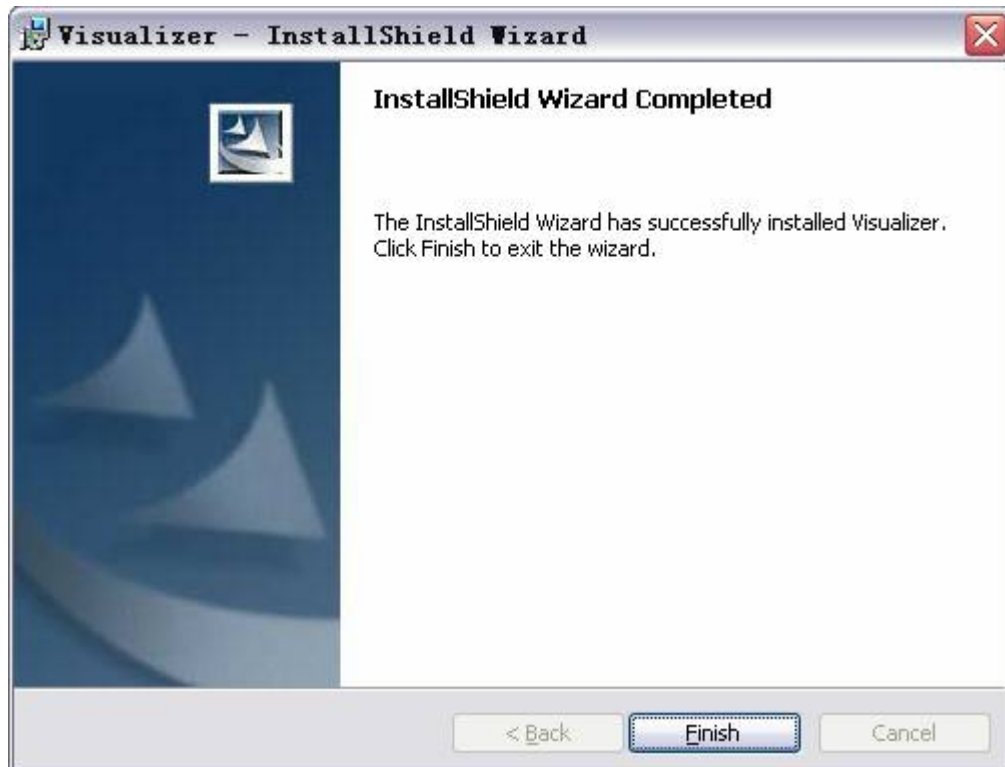 Visualizer - InstallShield Wizard
InstallShield Wizard Completed
The InstallShield Wizard has successfully installed Visualizer.
Click Finish to exit the wizard.
< Back
Finish
Cancel